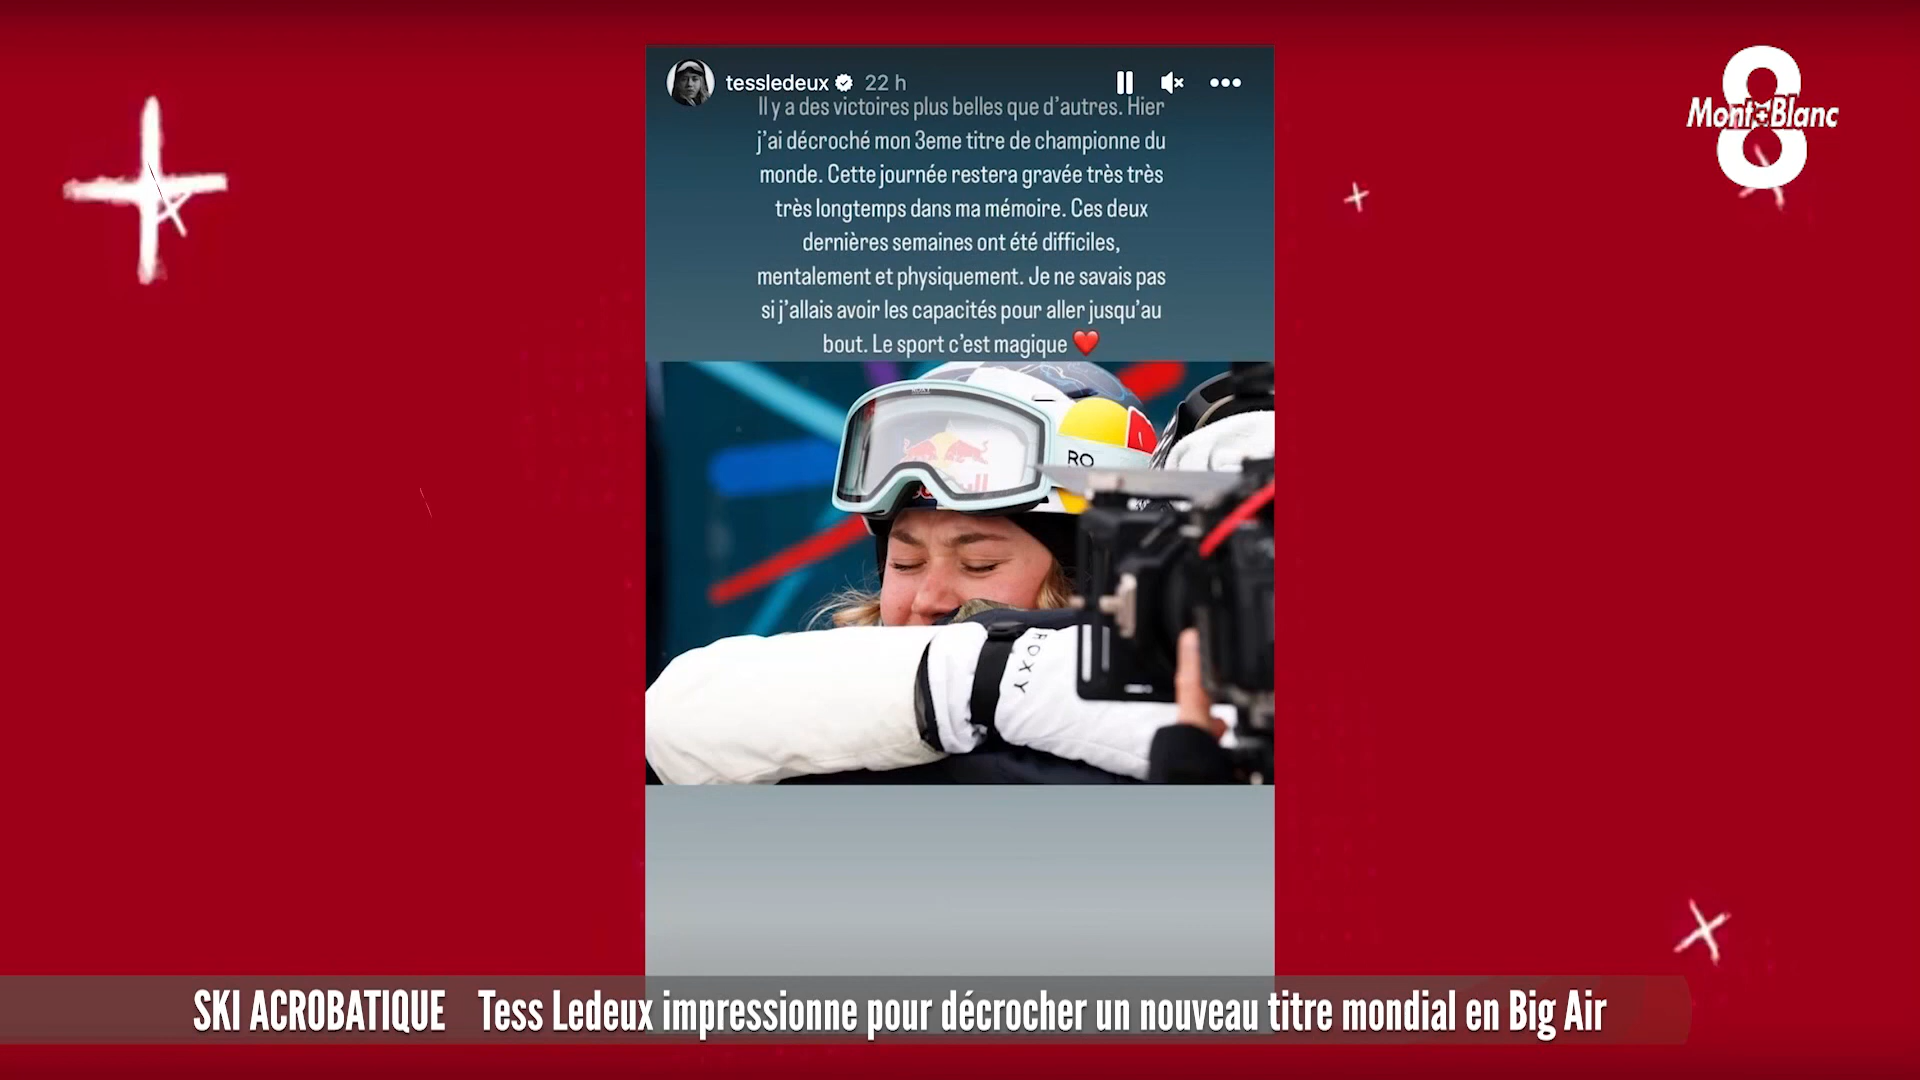 8
Mont Blanc
tessledeux 22 h
Il y a des victoires plus belles que d'autres. Hier
j'ai décroché mon 3eme titre de championne du
monde. Cette journée restera gravée très très
très longtemps dans ma mémoire. Ces deux
dernières semaines ont été difficiles,
mentalement et physiquement. Je ne savais pas
si j'allais avoir les capacités pour aller jusqu'au
bout. Le sport c'est magique ❤️
RO
ROXY
SKI ACROBATIQUE Tess Ledeux impressionne pour décrocher un nouveau titre mondial en Big Air